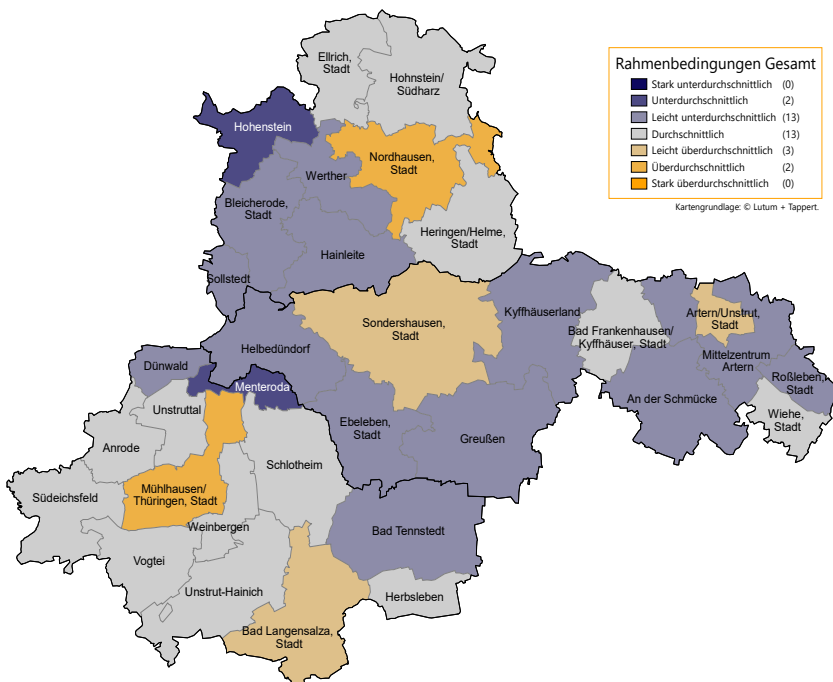 Rahmenbedingungen Gesamt
Stark unterdurchschnittlich (0)
Unterdurchschnittlich (2)
Leicht unterdurchschnittlich (13)
Durchschnittlich (13)
Leicht überdurchschnittlich (3)
Überdurchschnittlich (2)
Stark überdurchschnittlich (0)
Kartengrundlage: © Lutum + Tappert.
Ellrich,
Stadt
Hohnstein/
Südharz
Hohenstein
Nordhausen,
Stadt
Werther
Bleicherode,
Stadt
Heringen/Helme,
Stadt
Hainleite
Sollstedt
Kyffhäuserland
Artern/Unstrut,
Stadt
Sondershausen,
Stadt
Bad Frankenhausen/
Kyffhäuser, Stadt
Helbedündorf
Mittelzentrum
Artern
Dünwald
Roßleben,
Stadt
Menteroda
An der Schmücke
Unstruttal
Wiehe,
Stadt
Ebeleben,
Stadt
Greußen
Anrode
Schlotheim
Südeichsfeld
Mühlhausen/
Thüringen, Stadt
Weinbergen
Bad Tennstedt
Vogtei
Unstrut-Hainich
Herbsleben
Bad Langensalza,
Stadt